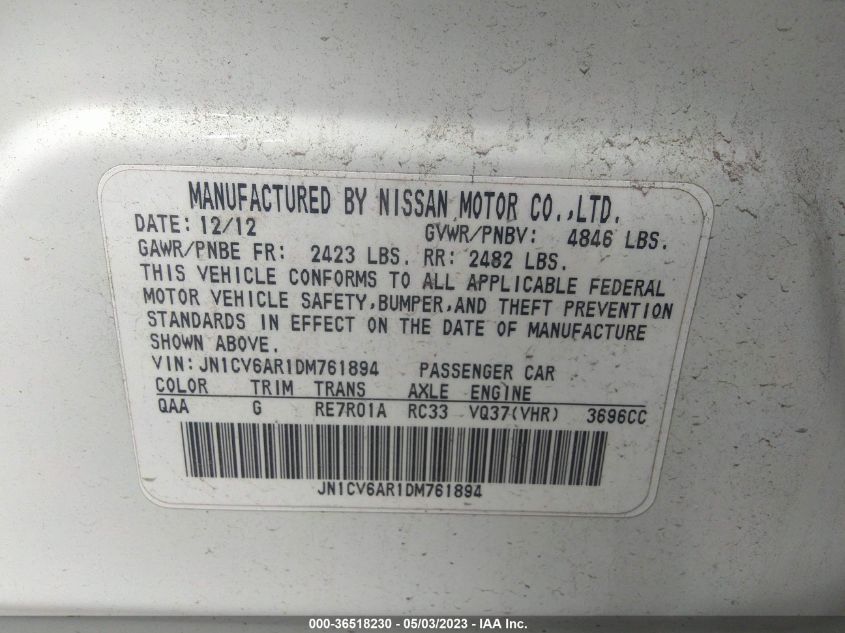 MANUFACTURED BY NISSAN MOTOR CO.,LTD.
DATE: 12/12 GVWR/PNBV: 4846 LBS.
GAWR/PNBE FR: 2423 LBS. RR: 2482 LBS.
THIS VEHICLE CONFORMS TO ALL APPLICABLE FEDERAL
MOTOR VEHICLE SAFETY,BUMPER,AND THEFT PREVENTION
STANDARDS IN EFFECT ON THE DATE OF MANUFACTURE
SHOWN ABOVE.
VIN:JN1CV6AR1DM761894 PASSENGER CAR
COLOR TRIM TRANS AXLE ENGINE
QAA G RE7R01A RC33 VQ37(VHR) 3696CC
JN1CV6AR1DM761894
000-36518230 - 05/03/2023 - IAA Inc.